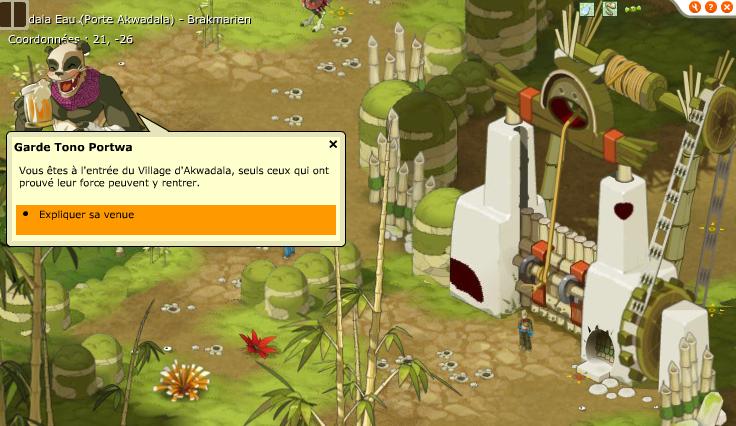 dala Eau (Porte Akwadala) - Brakmarien
Coordonnées : 21, -26
Garde Tono Portwa
Vous êtes à l'entrée du Village d'Akwadala, seuls ceux qui ont
prouvé leur force peuvent y rentrer.
Expliquer sa venue